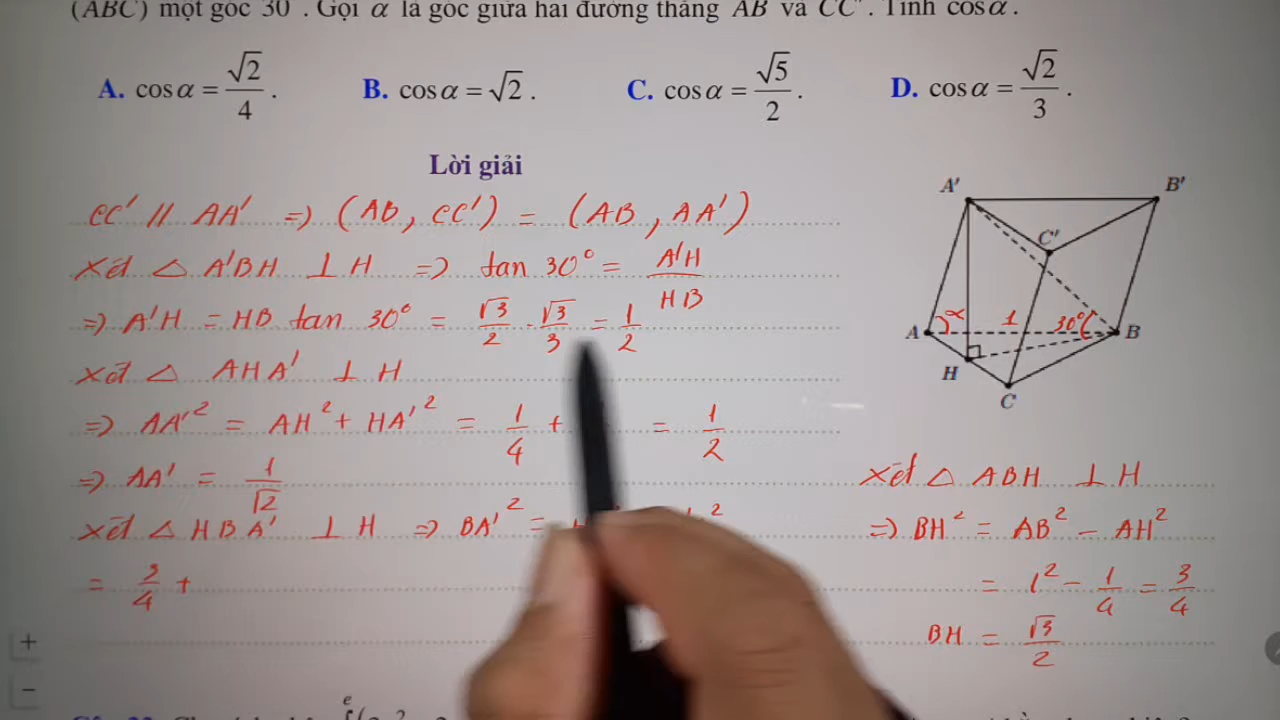 (ABC) một góc 30°. Gọi α là góc giữa hai đường thẳng AB và CC'. Tính cosα.
A. cosα = √2/4. B. cosα = √2. C. cosα = √5/2. D. cosα = √2/3.
Lời giải
CC' // AA' => (AB, CC') = (AB, AA')
Xét △ A'BH ⊥ H => tan 30° = A'H/HB
=> A'H = HB tan 30° = √3/2 . √3/3 = 1/2
Xét △ AHA' ⊥ H
=> AA'² = AH² + HA'² = 1/4 + = 1/2
=> AA' = 1/√2
Xét △ HBA' ⊥ H => BA'² =
= 3/4 +
A' B'
C'
A α 1 30° B
H
C
Xét △ ABH ⊥ H
=> BH² = AB² - AH²
= 1² - 1/4 = 3/4
BH = √3/2
+
−